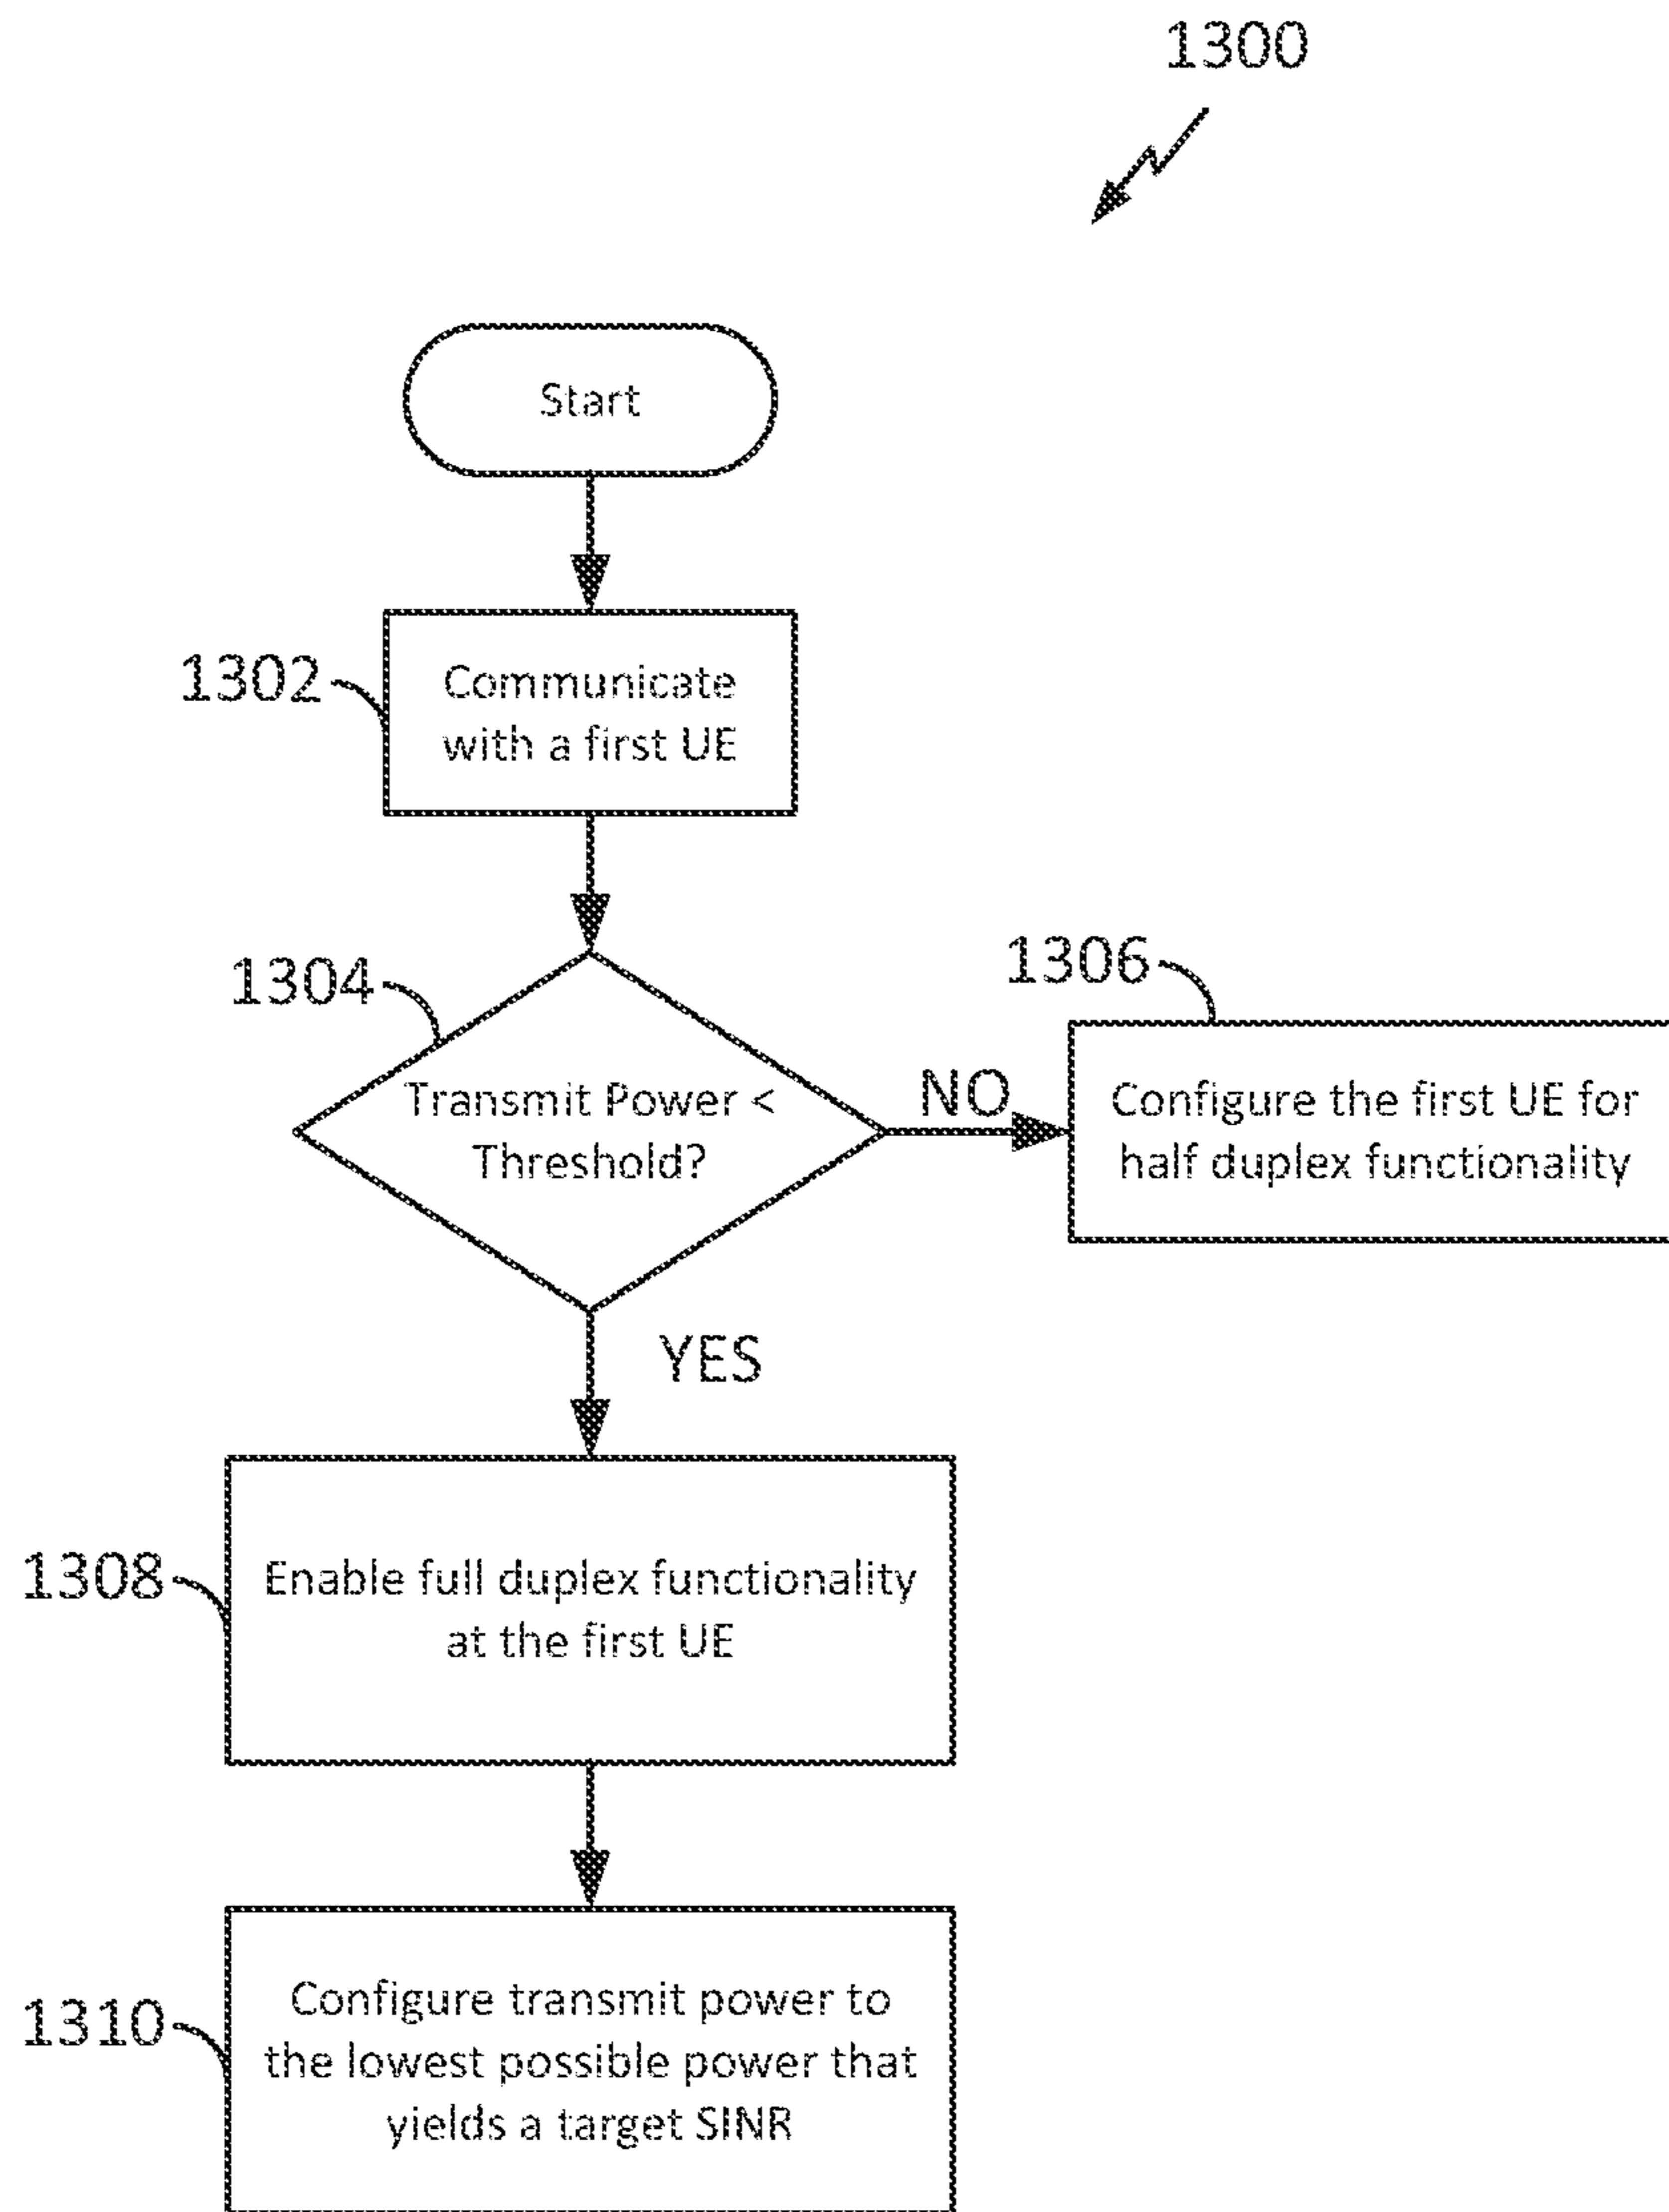 1300
Start
1302
Communicate
with a first UE
1304
Transmit Power <
Threshold?
NO
1306
Configure the first UE for
half duplex functionality
YES
1308
Enable full duplex functionality
at the first UE
1310
Configure transmit power to
the lowest possible power that
yields a target SINR